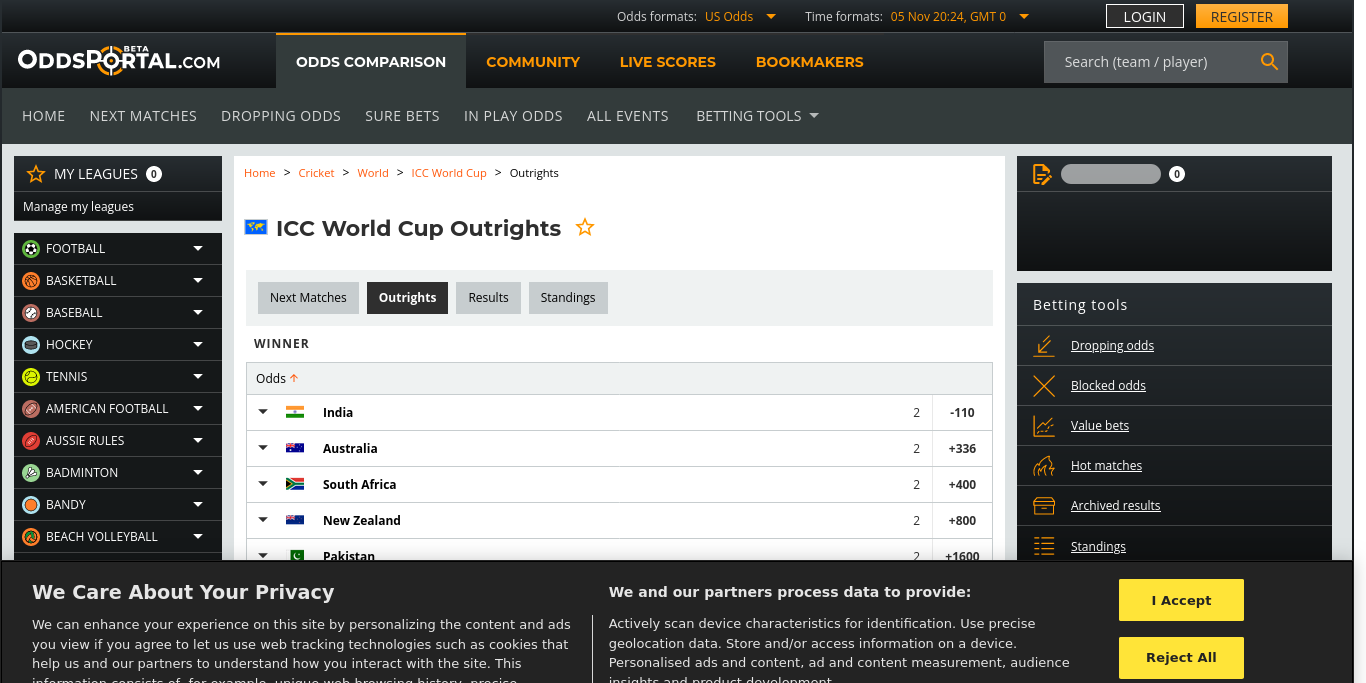 Odds formats: US Odds Time formats: 05 Nov 20:24, GMT 0 LOGIN REGISTER
ODDSPORTAL.COM BETA ODDS COMPARISON COMMUNITY LIVE SCORES BOOKMAKERS Search (team / player)
HOME NEXT MATCHES DROPPING ODDS SURE BETS IN PLAY ODDS ALL EVENTS BETTING TOOLS
MY LEAGUES 0
Manage my leagues
FOOTBALL
BASKETBALL
BASEBALL
HOCKEY
TENNIS
AMERICAN FOOTBALL
AUSSIE RULES
BADMINTON
BANDY
BEACH VOLLEYBALL
Home > Cricket > World > ICC World Cup > Outrights
ICC World Cup Outrights
Next Matches Outrights Results Standings
WINNER
Odds
India 2 -110
Australia 2 +336
South Africa 2 +400
New Zealand 2 +800
Pakistan 2 +1600
0
Betting tools
Dropping odds
Blocked odds
Value bets
Hot matches
Archived results
Standings
We Care About Your Privacy
We can enhance your experience on this site by personalizing the content and ads
you view if you agree to let us use web tracking technologies such as cookies that
help us and our partners to understand how you interact with the site. This
information consists of, for example, unique web browsing history, precise
We and our partners process data to provide:
Actively scan device characteristics for identification. Use precise
geolocation data. Store and/or access information on a device.
Personalised ads and content, ad and content measurement, audience
insights and product development.
I Accept
Reject All